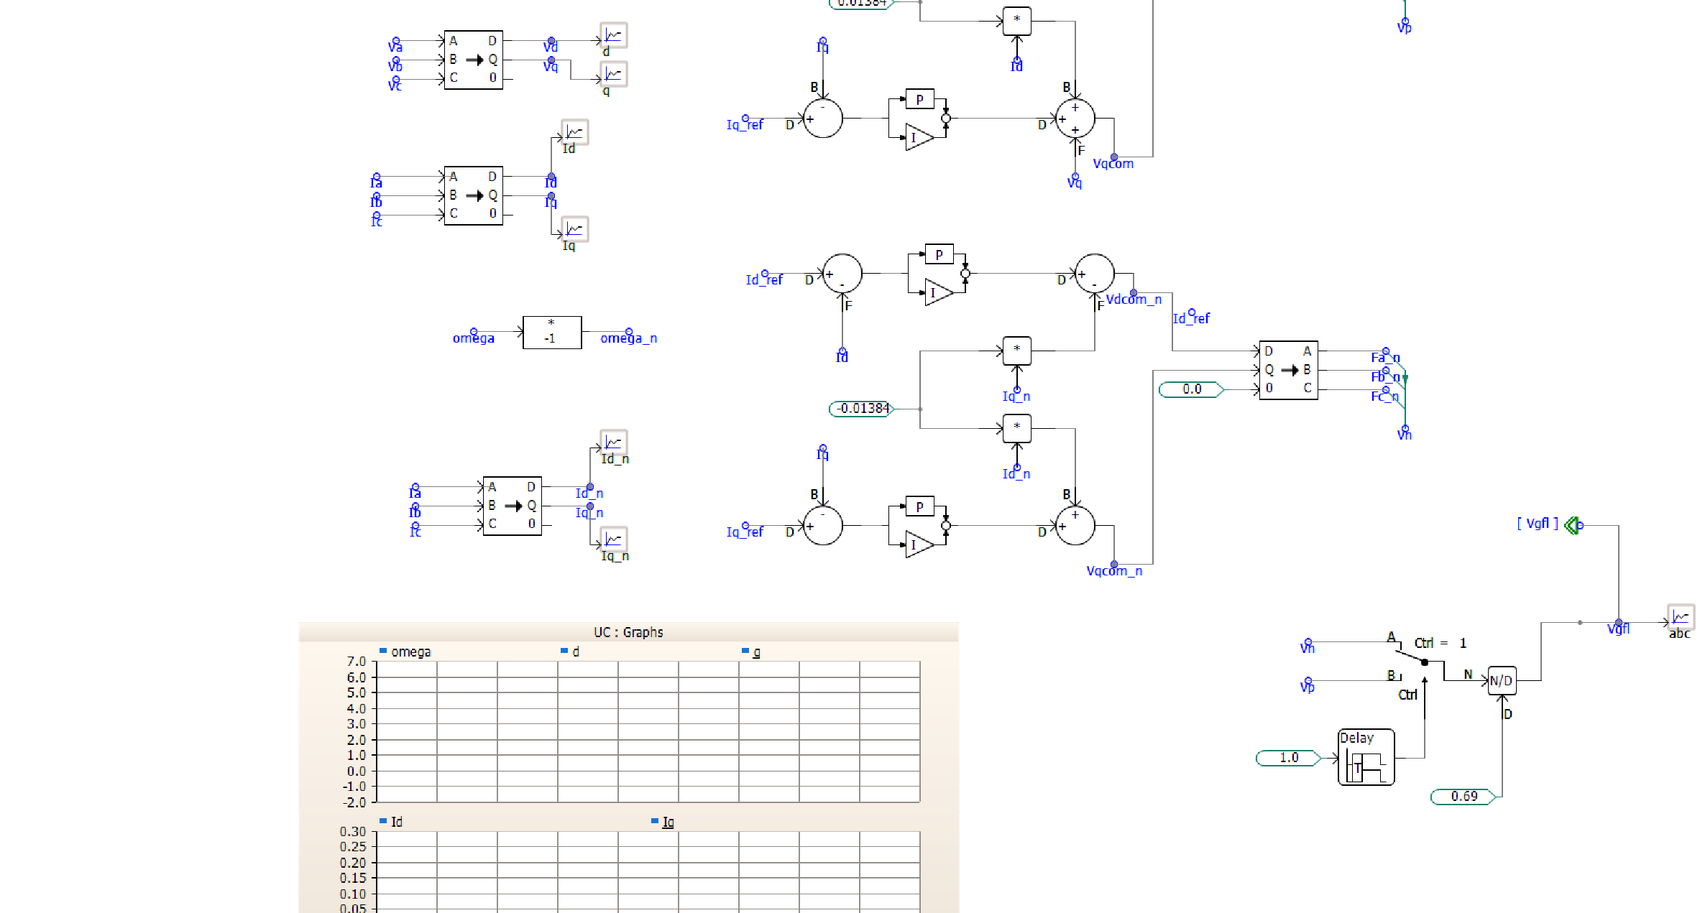 0.01384
*
Id
Vp
Va
Vb
Vc
A D
B Q
C 0
Vd
Vq
d
q
Iq
B
-
Iq_ref
D +
P
I
B
+
D +
+
F
Vq
Vqcom
Id
Ia
Ib
Ic
A D
B Q
C 0
Id
Iq
Iq
Id_ref
D +
-
F
Id
P
I
D +
-
F
Vdcom_n
Id_ref
omega
*
-1
omega_n
*
Iq_n
-0.01384
*
Id_n
0.0
D A
Q B
0 C
Fa_n
Fb_n
Fc_n
Vn
Id_n
Ia
Ib
Ic
A D
B Q
C 0
Id_n
Iq_n
Iq_n
Iq
B
-
Iq_ref
D +
P
I
B
+
D +
Vqcom_n
[ Vgfl ]
Vgfl
abc
Vn
A
Ctrl = 1
Vp
B
Ctrl
N
N/D
D
Delay
T
1.0
0.69
UC : Graphs
omega d q
7.0
6.0
5.0
4.0
3.0
2.0
1.0
0.0
-1.0
-2.0
Id Iq
0.30
0.25
0.20
0.15
0.10
0.05